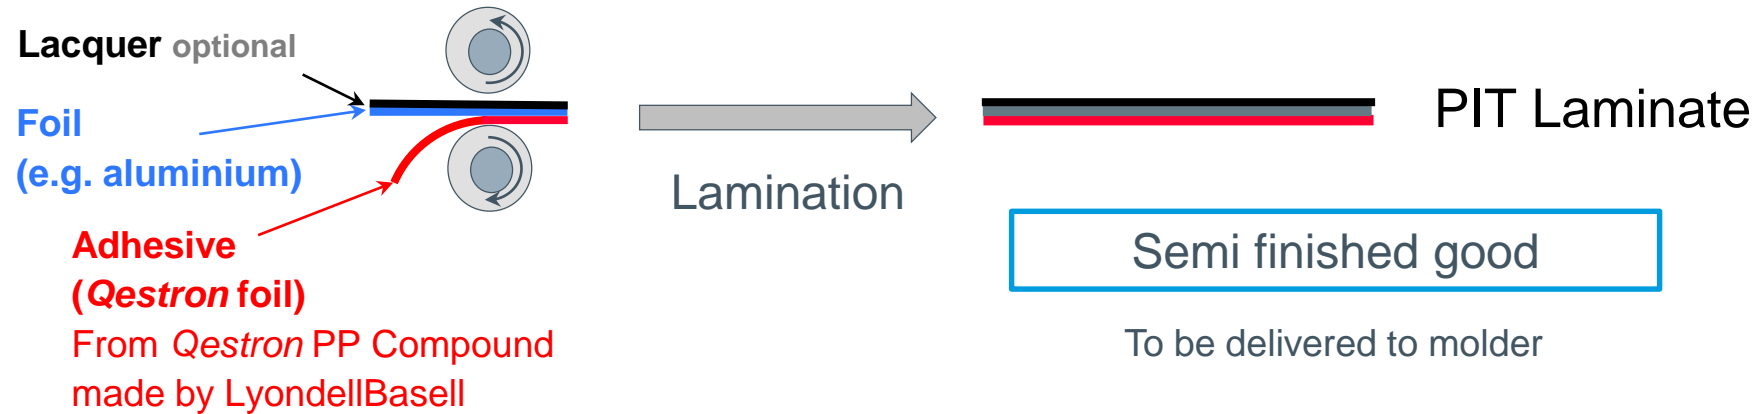 Lacquer optional
Foil
(e.g. aluminium)
Adhesive
(Qestron foil)
From Qestron PP Compound
made by LyondellBasell
Lamination
PIT Laminate
Semi finished good
To be delivered to molder